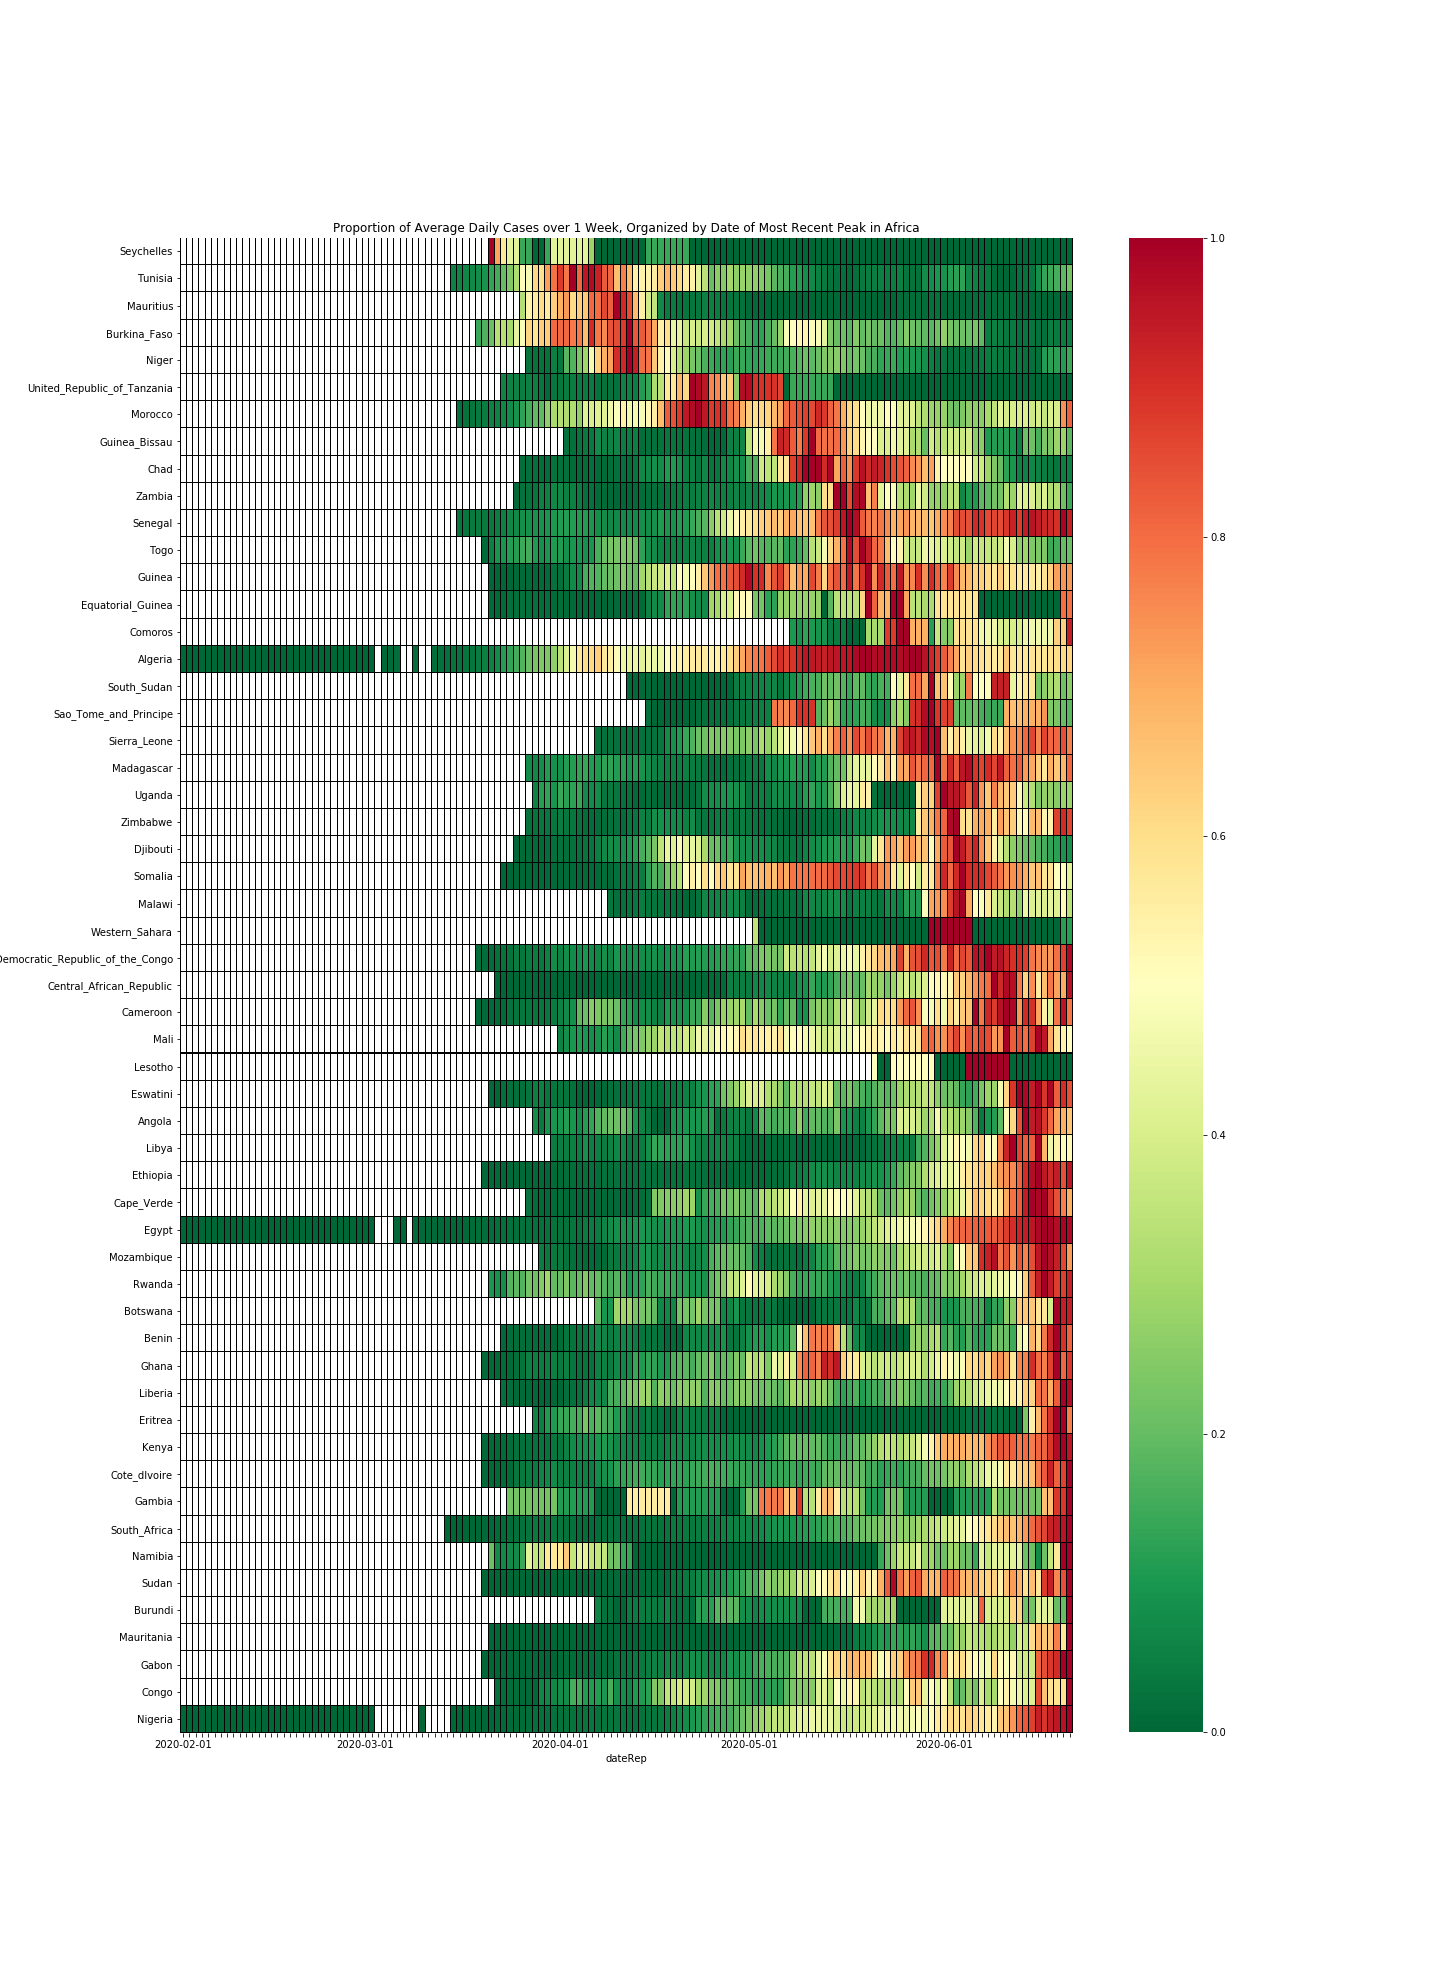 Proportion of Average Daily Cases over 1 Week, Organized by Date of Most Recent Peak in Africa
Seychelles
Tunisia
Mauritius
Burkina_Faso
Niger
United_Republic_of_Tanzania
Morocco
Guinea_Bissau
Chad
Zambia
Senegal
Togo
Guinea
Equatorial_Guinea
Comoros
Algeria
South_Sudan
Sao_Tome_and_Principe
Sierra_Leone
Madagascar
Uganda
Zimbabwe
Djibouti
Somalia
Malawi
Western_Sahara
Democratic_Republic_of_the_Congo
Central_African_Republic
Cameroon
Mali
Lesotho
Eswatini
Angola
Libya
Ethiopia
Cape_Verde
Egypt
Mozambique
Rwanda
Botswana
Benin
Ghana
Liberia
Eritrea
Kenya
Cote_dIvoire
Gambia
South_Africa
Namibia
Sudan
Burundi
Mauritania
Gabon
Congo
Nigeria
2020-02-01 2020-03-01 2020-04-01 2020-05-01 2020-06-01
dateRep
1.0
0.8
0.6
0.4
0.2
0.0